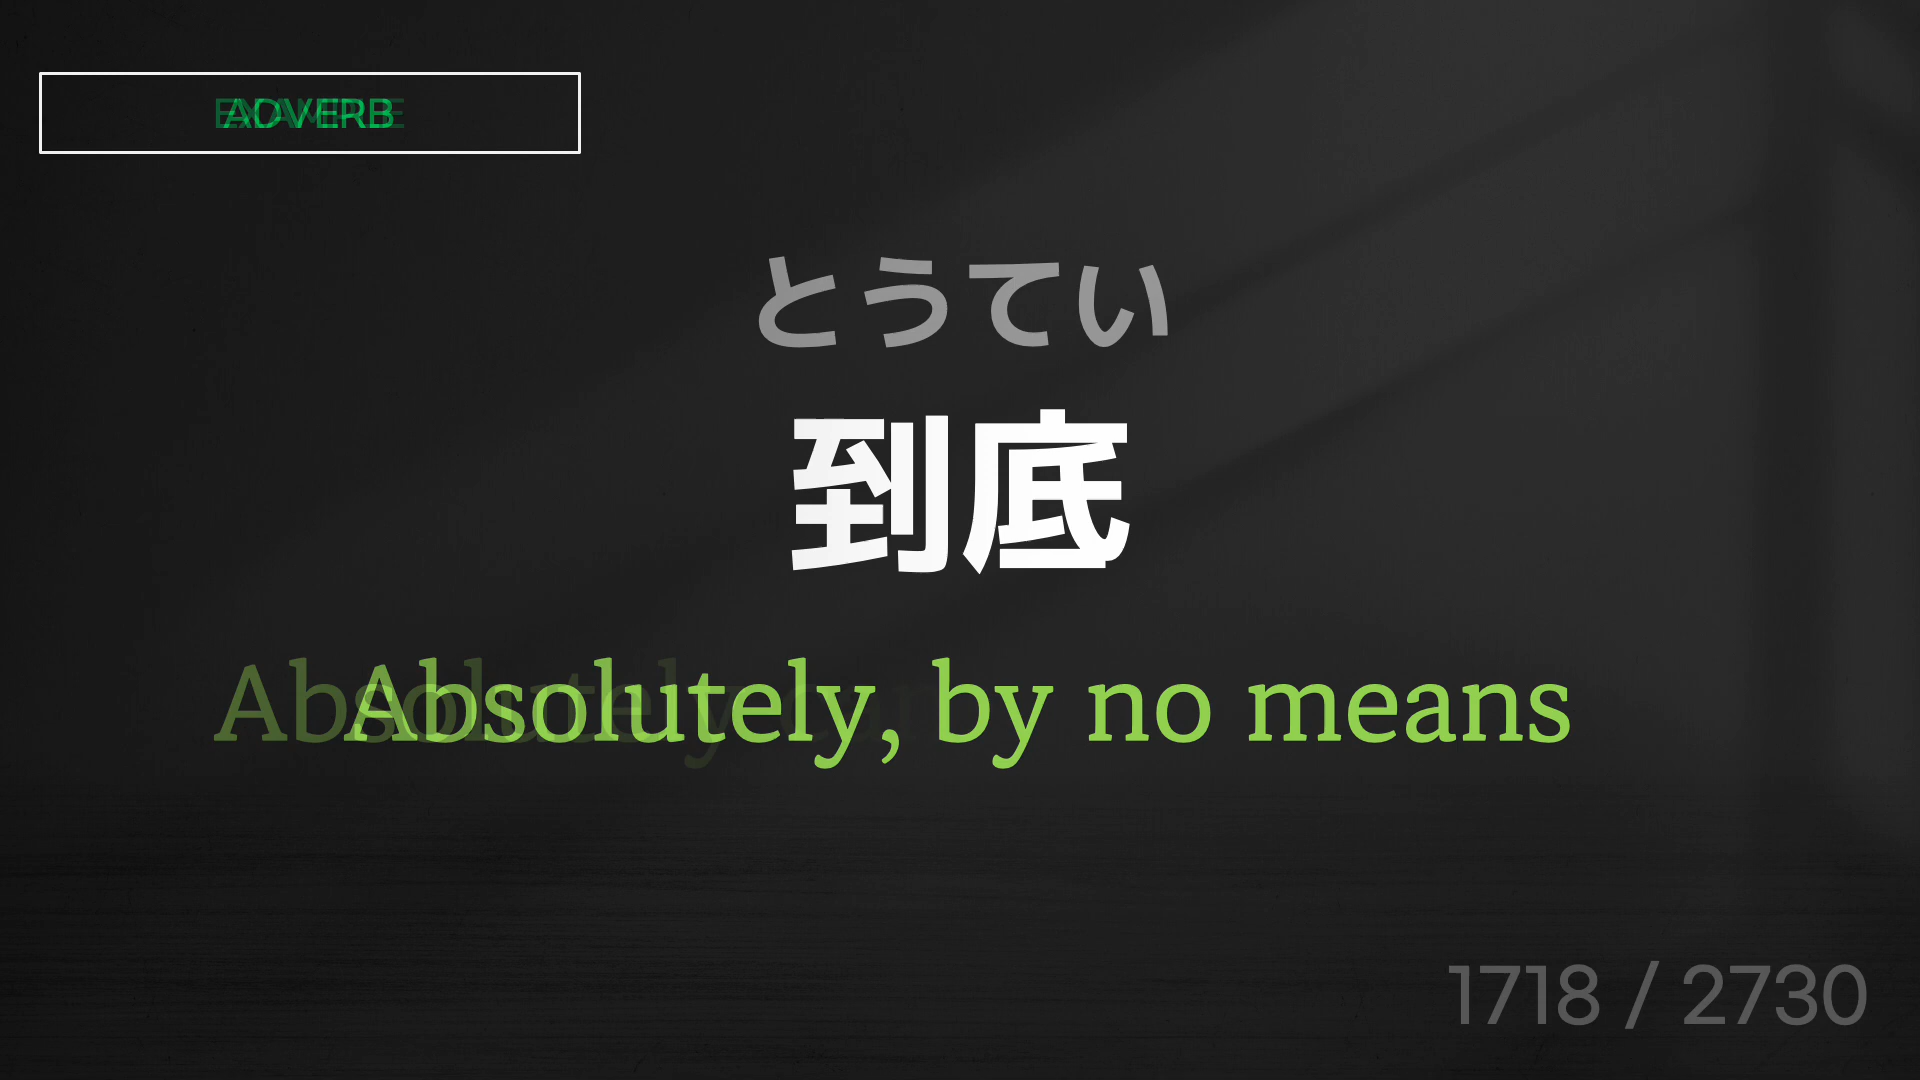 ADVERB
とうてい
到底
Absolutely, by no means
1718 / 2730